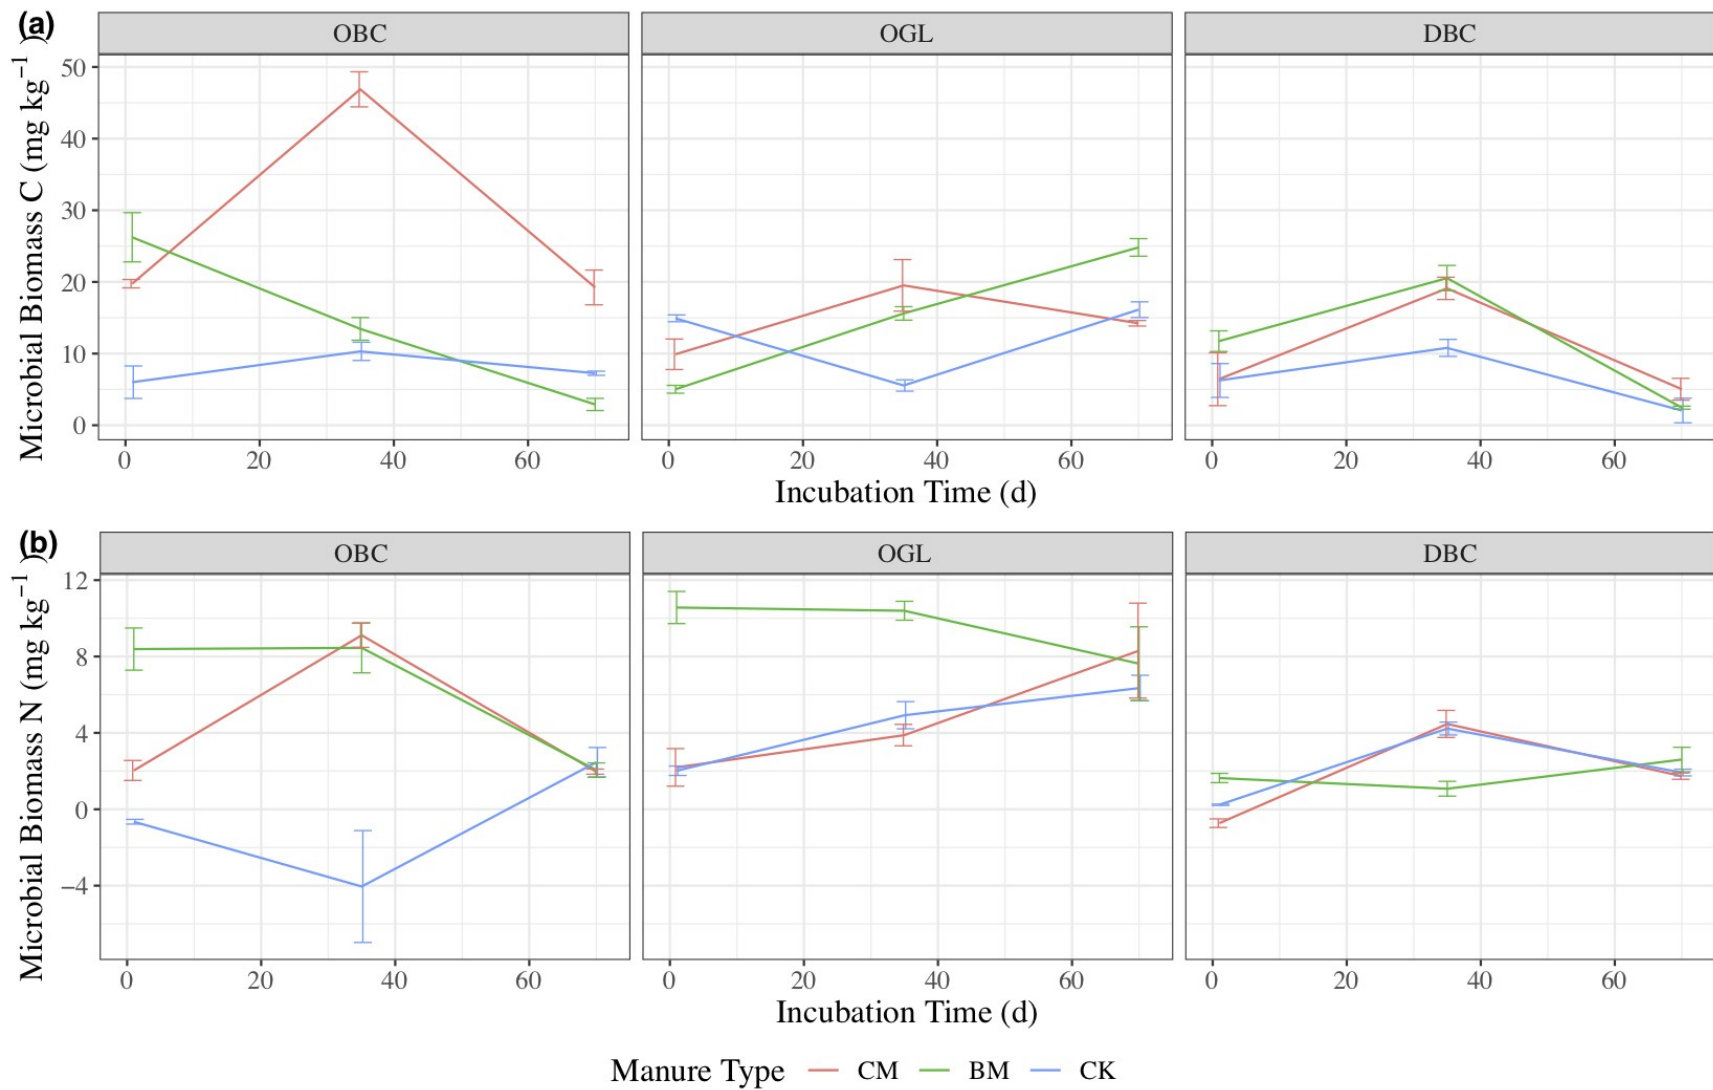 (a)
OBC OGL DBC
Microbial Biomass C (mg kg⁻¹ )
50
40
30
20
10
0
0 20 40 60 0 20 40 60 0 20 40 60
Incubation Time (d)
(b)
OBC OGL DBC
Microbial Biomass N (mg kg⁻¹ )
12
8
4
0
−4
0 20 40 60 0 20 40 60 0 20 40 60
Incubation Time (d)
Manure Type CM BM CK